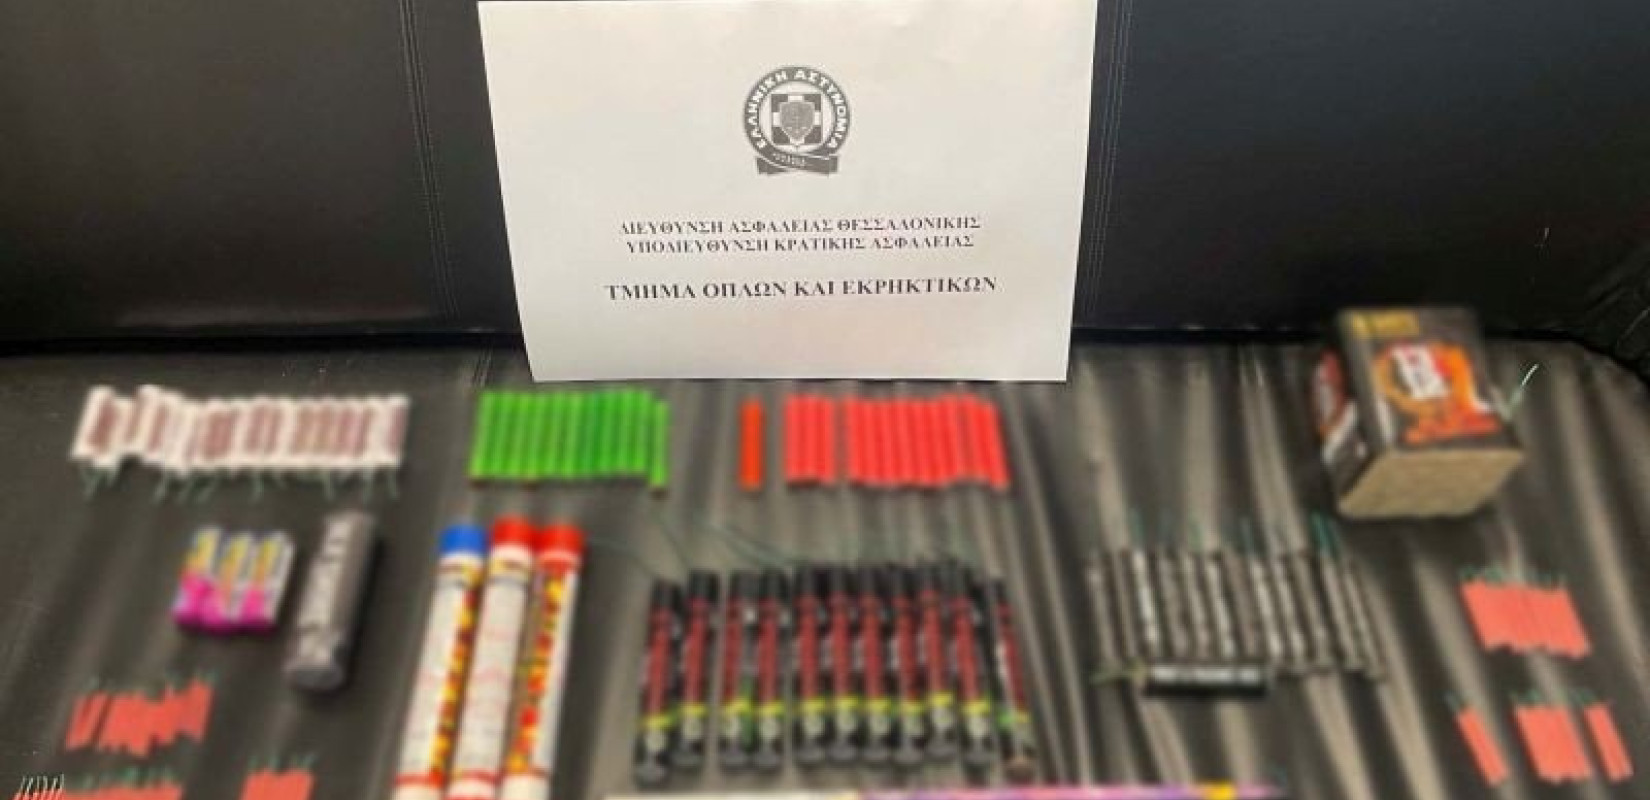 ΕΛΛΗΝΙΚΗ ΑΣΤΥΝΟΜΙΑ
ΔΙΕΥΘΥΝΣΗ ΑΣΦΑΛΕΙΑΣ ΘΕΣΣΑΛΟΝΙΚΗΣ
ΥΠΟΔΙΕΥΘΥΝΣΗ ΚΡΑΤΙΚΗΣ ΑΣΦΑΛΕΙΑΣ
ΤΜΗΜΑ ΟΠΛΩΝ ΚΑΙ ΕΚΡΗΚΤΙΚΩΝ